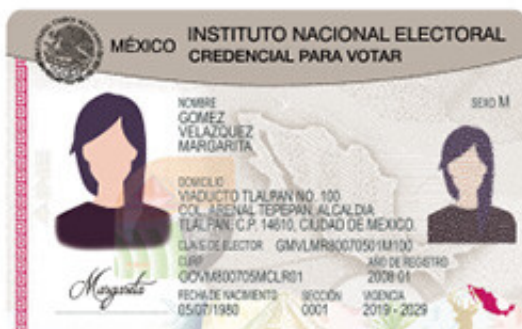 MÉXICO
INSTITUTO NACIONAL ELECTORAL
CREDENCIAL PARA VOTAR
NOMBRE
GOMEZ
VELAZQUEZ
MARGARITA
SEXO M
DOMICILIO
VIADUCTO TLALPAN NO. 100
COL. ARENAL TEPEPAN, ALCALDIA
TLALPAN, C.P. 14610, CIUDAD DE MEXICO.
CLAVE DE ELECTOR GMVLMR80070501M100
CURP
GOVM800705MCLR01
AÑO DE REGISTRO
2008 01
FECHA DE NACIMIENTO
05/07/1980
SECCIÓN
0001
VIGENCIA
2019 - 2029
Margarita